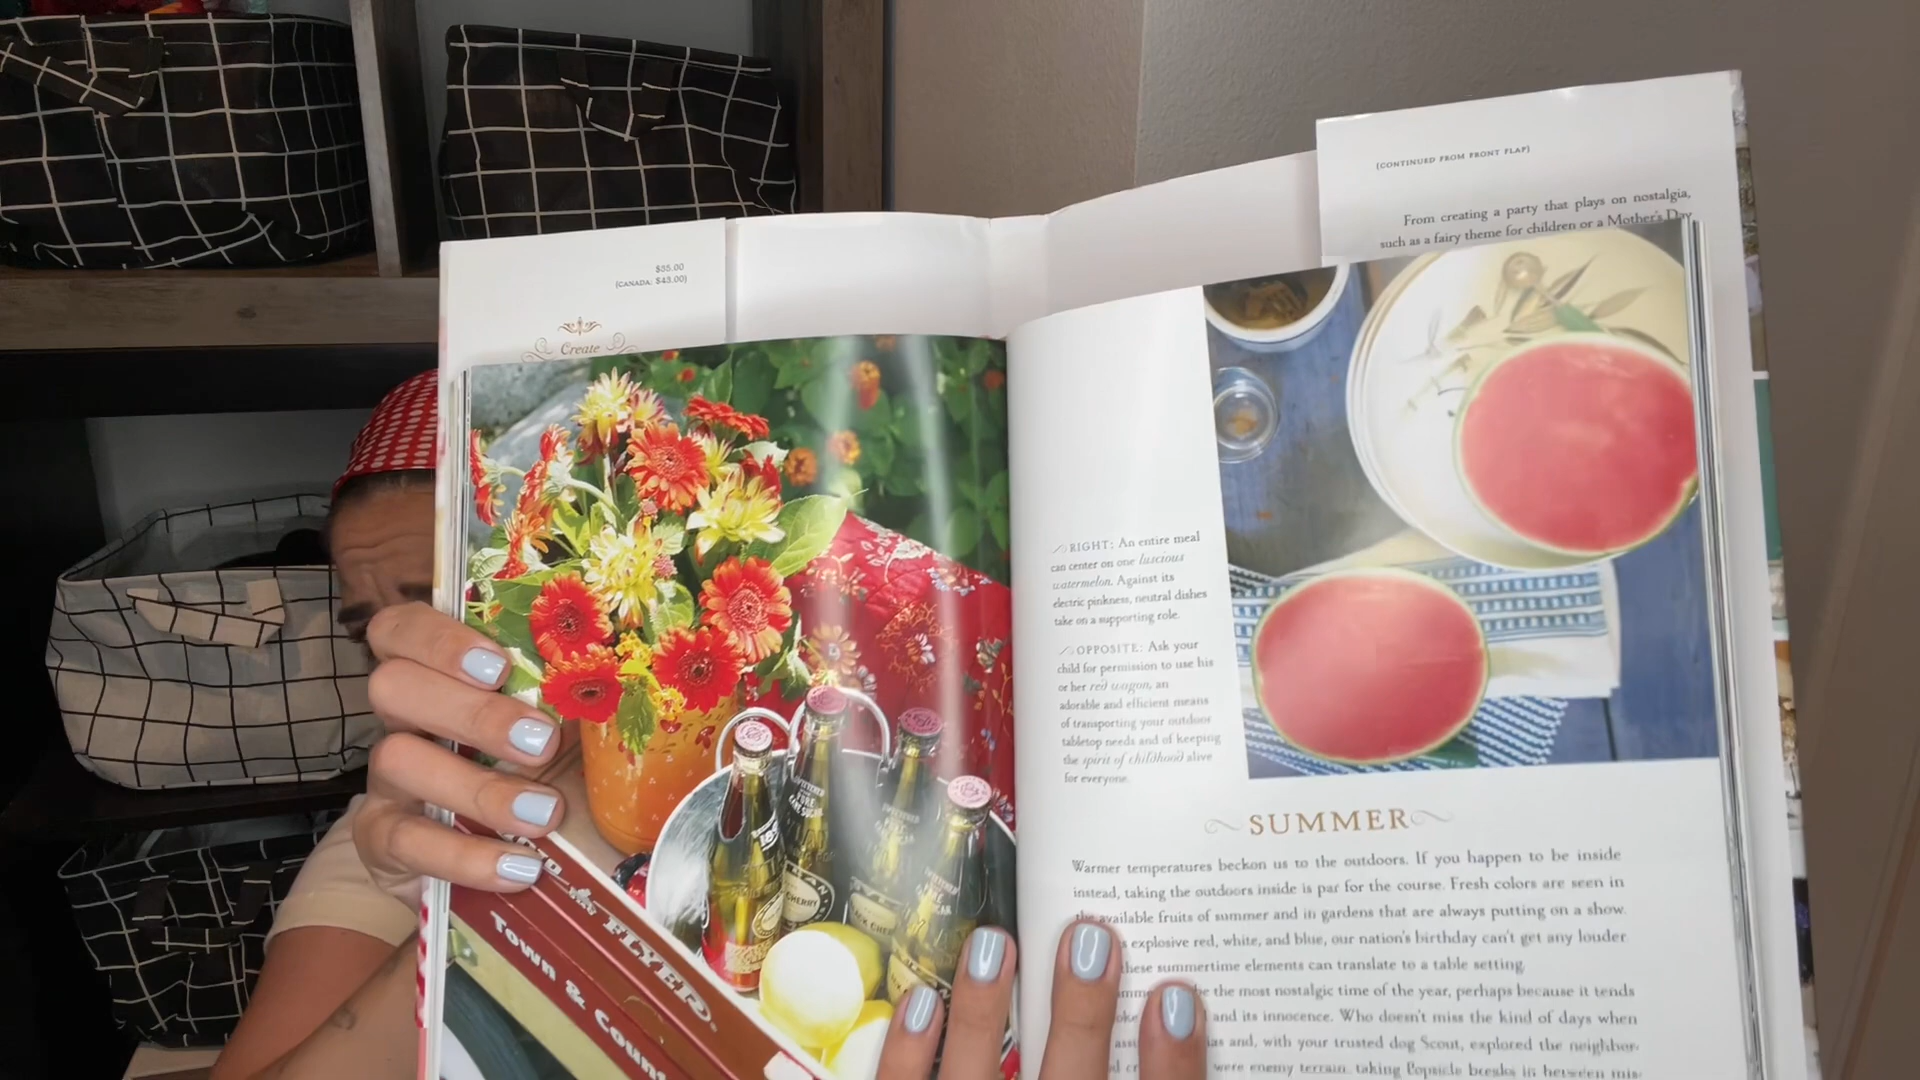 $35.00
(CANADA: $43.00)
Create
(CONTINUED FROM FRONT FLAP)
From creating a party that plays on nostalgia,
such as a fairy theme for children or a Mother's Day
RIGHT: An entire meal
can center on one luscious
watermelon. Against its
electric pinkness, neutral dishes
take on a supporting role.
OPPOSITE: Ask your
child for permission to use his
or her red wagon, an
adorable and efficient means
of transporting your outdoor
tabletop needs and of keeping
the spirit of childhood alive
for everyone.
SUMMER
Warmer temperatures beckon us to the outdoors. If you happen to be inside
instead, taking the outdoors inside is par for the course. Fresh colors are seen in
the available fruits of summer and in gardens that are always putting on a show.
explosive red, white, and blue, our nation's birthday can't get any louder
these summertime elements can translate to a table setting.
the most nostalgic time of the year, perhaps because it tends
and its innocence. Who doesn't miss the kind of days when
and, with your trusted dog Scout, explored the neighbor-
were enemy terrain, taking Popsicle breaks in between mis-
PURE
CANE SUGAR
CHERRY
FLYER
Town & Coun